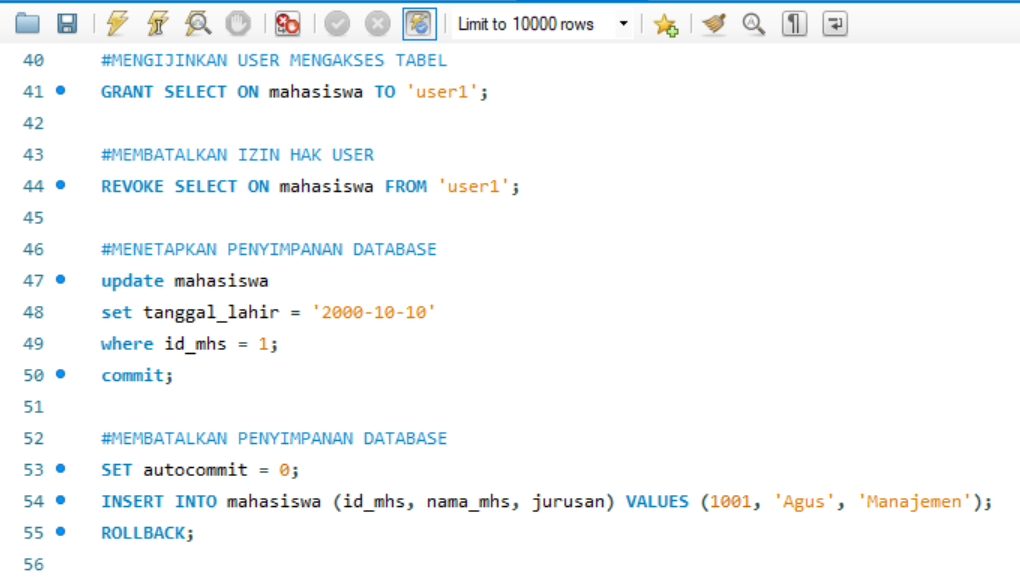 Limit to 10000 rows
40 #MENGIJINKAN USER MENGAKSES TABEL
41 GRANT SELECT ON mahasiswa TO 'user1';
42
43 #MEMBATALKAN IZIN HAK USER
44 REVOKE SELECT ON mahasiswa FROM 'user1';
45
46 #MENETAPKAN PENYIMPANAN DATABASE
47 update mahasiswa
48 set tanggal_lahir = '2000-10-10'
49 where id_mhs = 1;
50 commit;
51
52 #MEMBATALKAN PENYIMPANAN DATABASE
53 SET autocommit = 0;
54 INSERT INTO mahasiswa (id_mhs, nama_mhs, jurusan) VALUES (1001, 'Agus', 'Manajemen');
55 ROLLBACK;
56